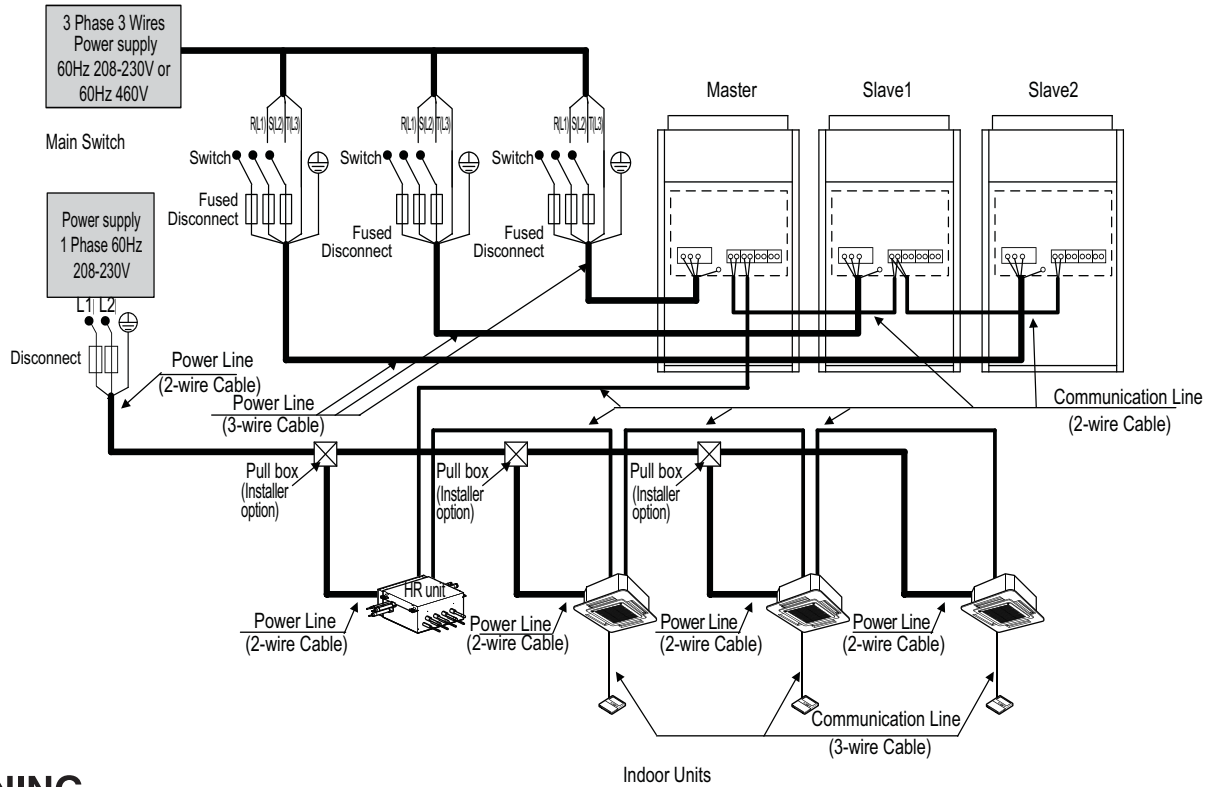 3 Phase 3 Wires
Power supply
60Hz 208-230V or
60Hz 460V
Main Switch
Master
Slave1
Slave2
R(L1) S(L2) T(L3)
R(L1) S(L2) T(L3)
R(L1) S(L2) T(L3)
Switch
Switch
Switch
Fused
Disconnect
Fused
Disconnect
Fused
Disconnect
Power supply
1 Phase 60Hz
208-230V
L1 L2
Disconnect
Power Line
(2-wire Cable)
Power Line
(3-wire Cable)
Communication Line
(2-wire Cable)
Pull box
(Installer
option)
Pull box
(Installer
option)
Pull box
(Installer
option)
HR unit
Power Line
(2-wire Cable)
Power Line
(2-wire Cable)
Power Line
(2-wire Cable)
Power Line
(2-wire Cable)
Communication Line
(3-wire Cable)
Indoor Units